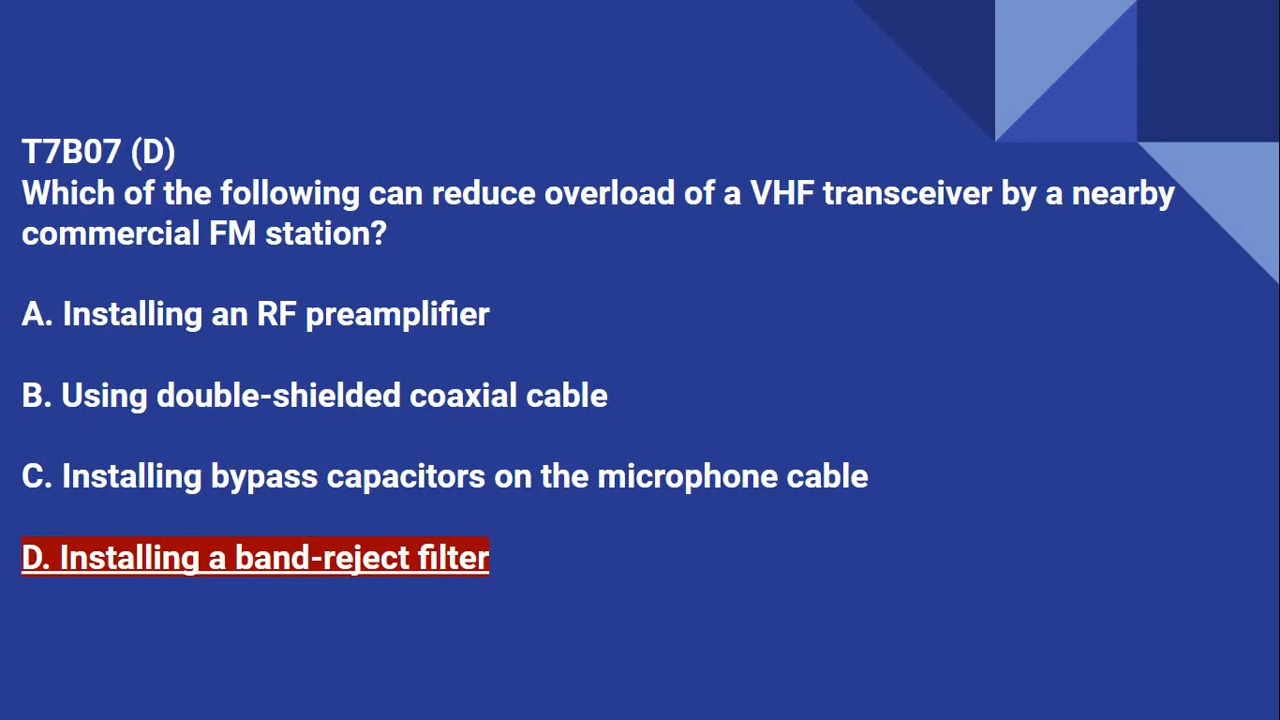 T7B07 (D)
Which of the following can reduce overload of a VHF transceiver by a nearby
commercial FM station?
A. Installing an RF preamplifier
B. Using double-shielded coaxial cable
C. Installing bypass capacitors on the microphone cable
D. Installing a band-reject filter